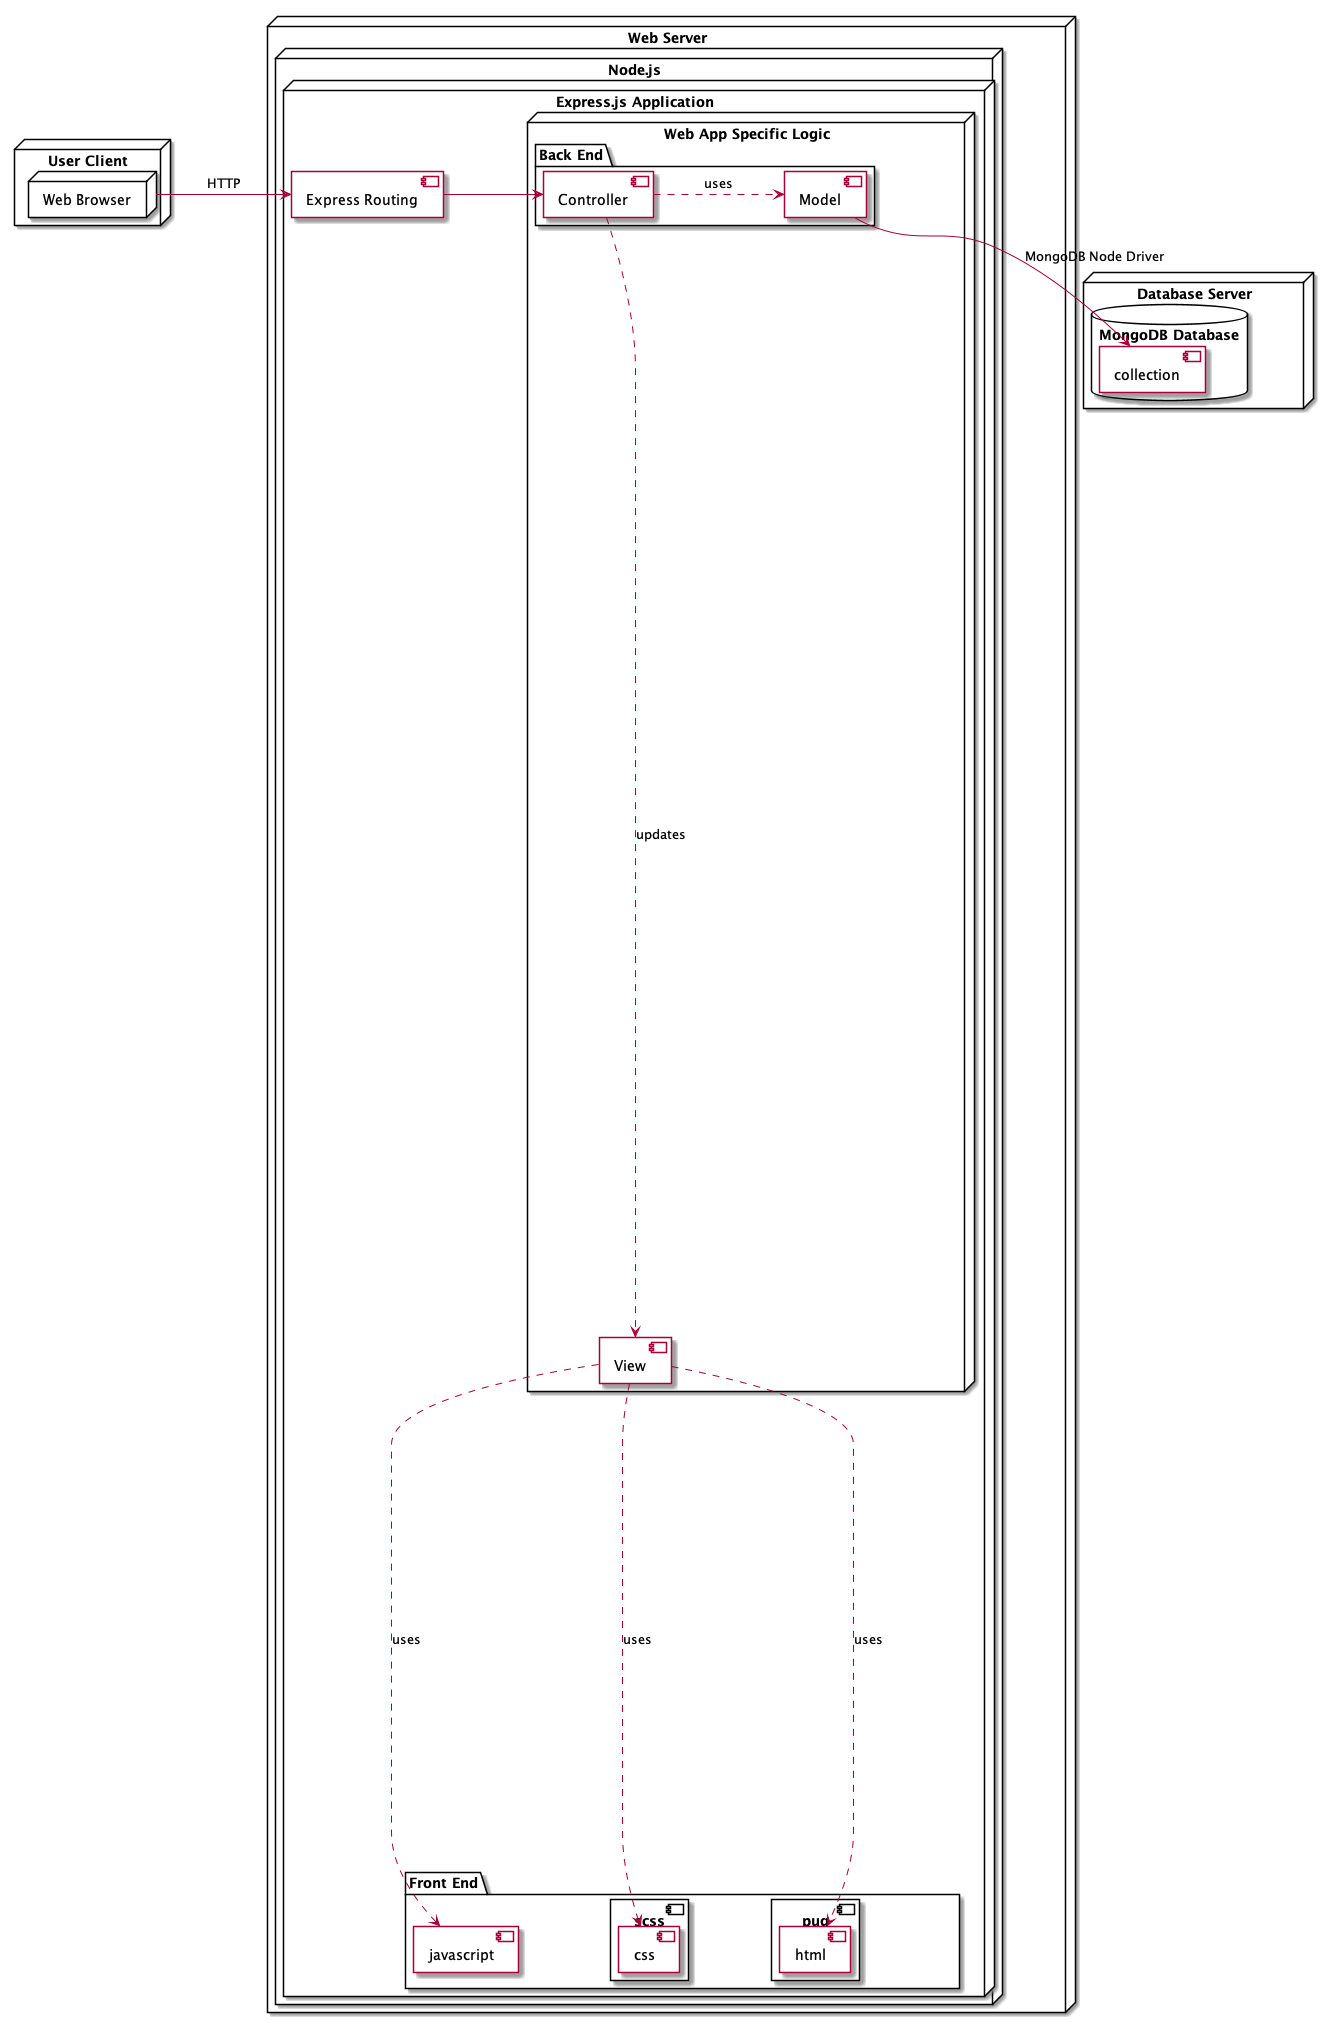 Web Server
Node.js
Express.js Application
Web App Specific Logic
Back End
User Client
Web Browser
HTTP
Express Routing
Controller
uses
Model
MongoDB Node Driver
Database Server
MongoDB Database
collection
updates
View
uses
uses
uses
Front End
scss
pug
javascript
css
html